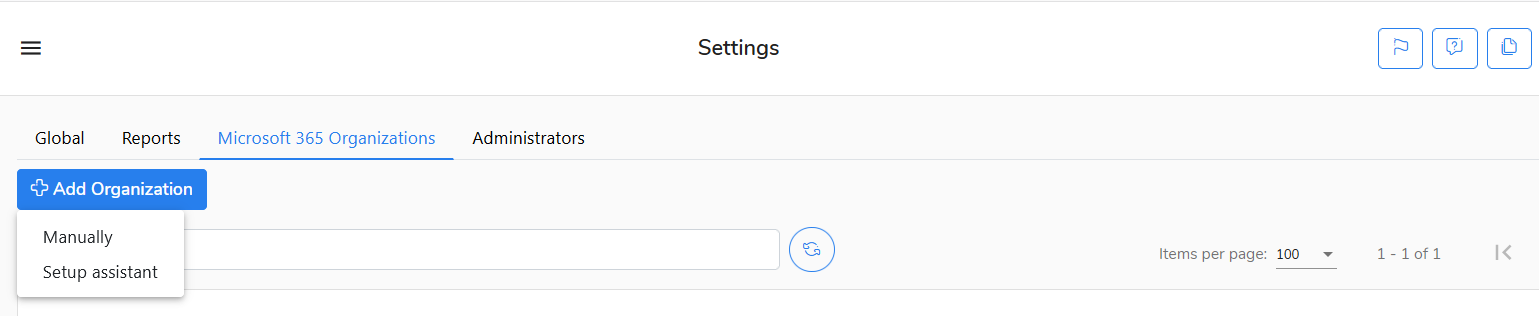 Settings
Global Reports Microsoft 365 Organizations Administrators
Add Organization
Manually
Setup assistant
Items per page: 100 1 - 1 of 1